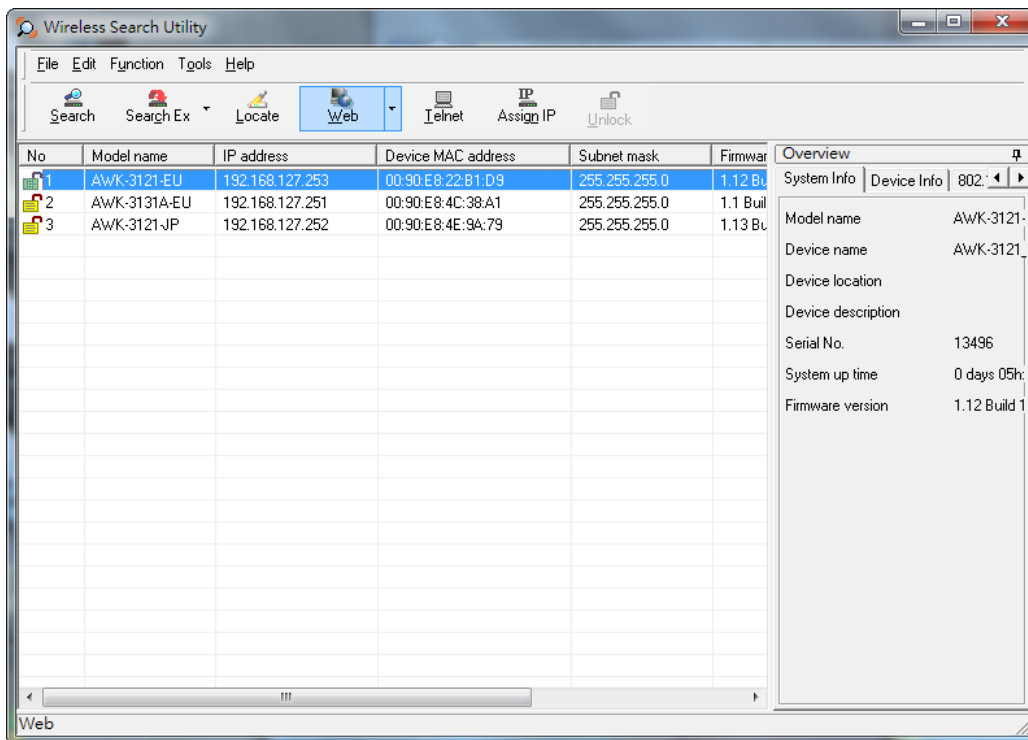 Wireless Search Utility
File Edit Function Tools Help
Search Search Ex Locate Web Telnet IP Assign IP Unlock
No Model name IP address Device MAC address Subnet mask Firmwar
1 AWK-3121-EU 192.168.127.253 00:90:E8:22:B1:D9 255.255.255.0 1.12 Bu
2 AWK-3131A-EU 192.168.127.251 00:90:E8:4C:38:A1 255.255.255.0 1.1 Buil
3 AWK-3121-JP 192.168.127.252 00:90:E8:4E:9A:79 255.255.255.0 1.13 Bu
Overview
System Info Device Info 802.
Model name AWK-3121-
Device name AWK-3121_
Device location
Device description
Serial No. 13496
System up time 0 days 05h:
Firmware version 1.12 Build 1
Web